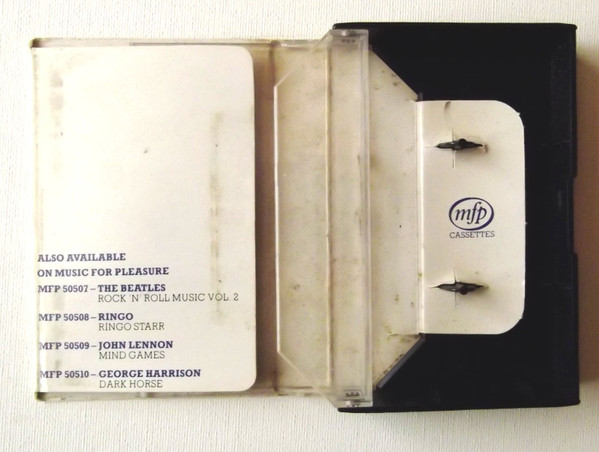 ALSO AVAILABLE
ON MUSIC FOR PLEASURE
MFP 50507 – THE BEATLES
ROCK 'N' ROLL MUSIC VOL 2
MFP 50508 – RINGO
RINGO STARR
MFP 50509 – JOHN LENNON
MIND GAMES
MFP 50510 – GEORGE HARRISON
DARK HORSE
mfp
CASSETTES